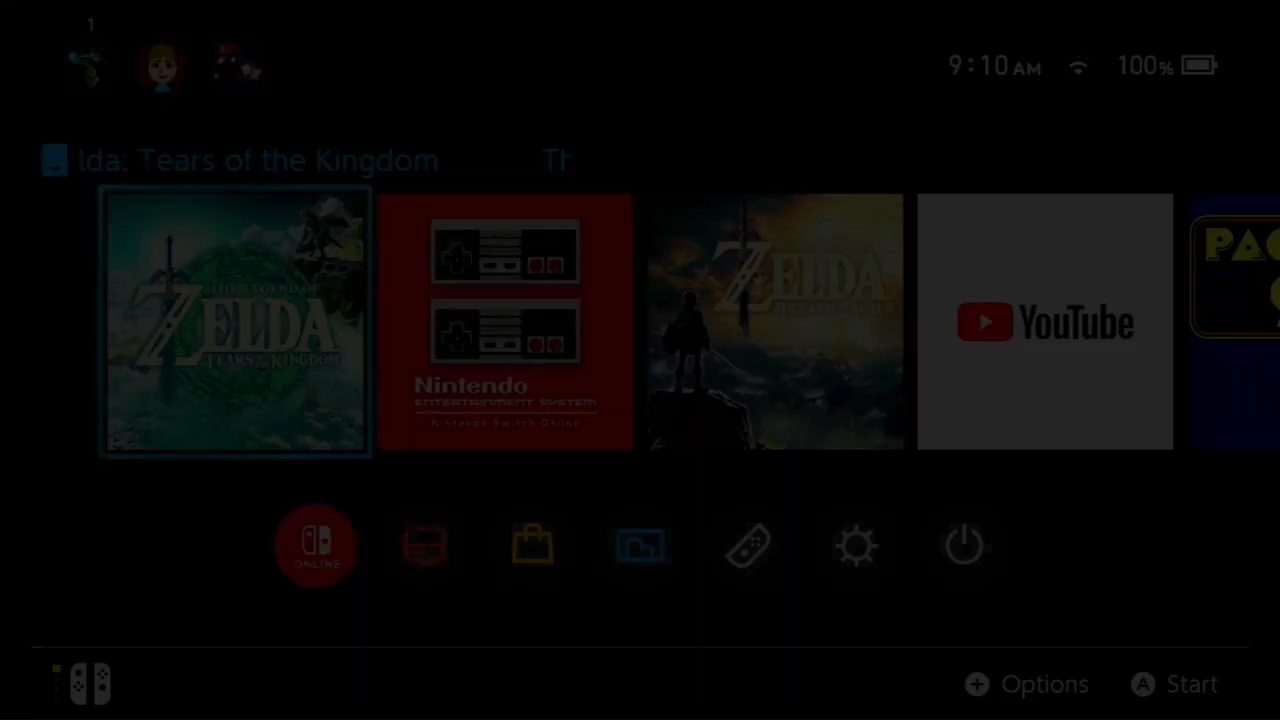 1
9:10 AM 100%
lda: Tears of the Kingdom Th
THE LEGEND OF
ZELDA
TEARS OF THE KINGDOM
Nintendo
ENTERTAINMENT SYSTEM
Nintendo Switch Online
ZELDA
YouTube
PAC
ONLINE
+ Options A Start